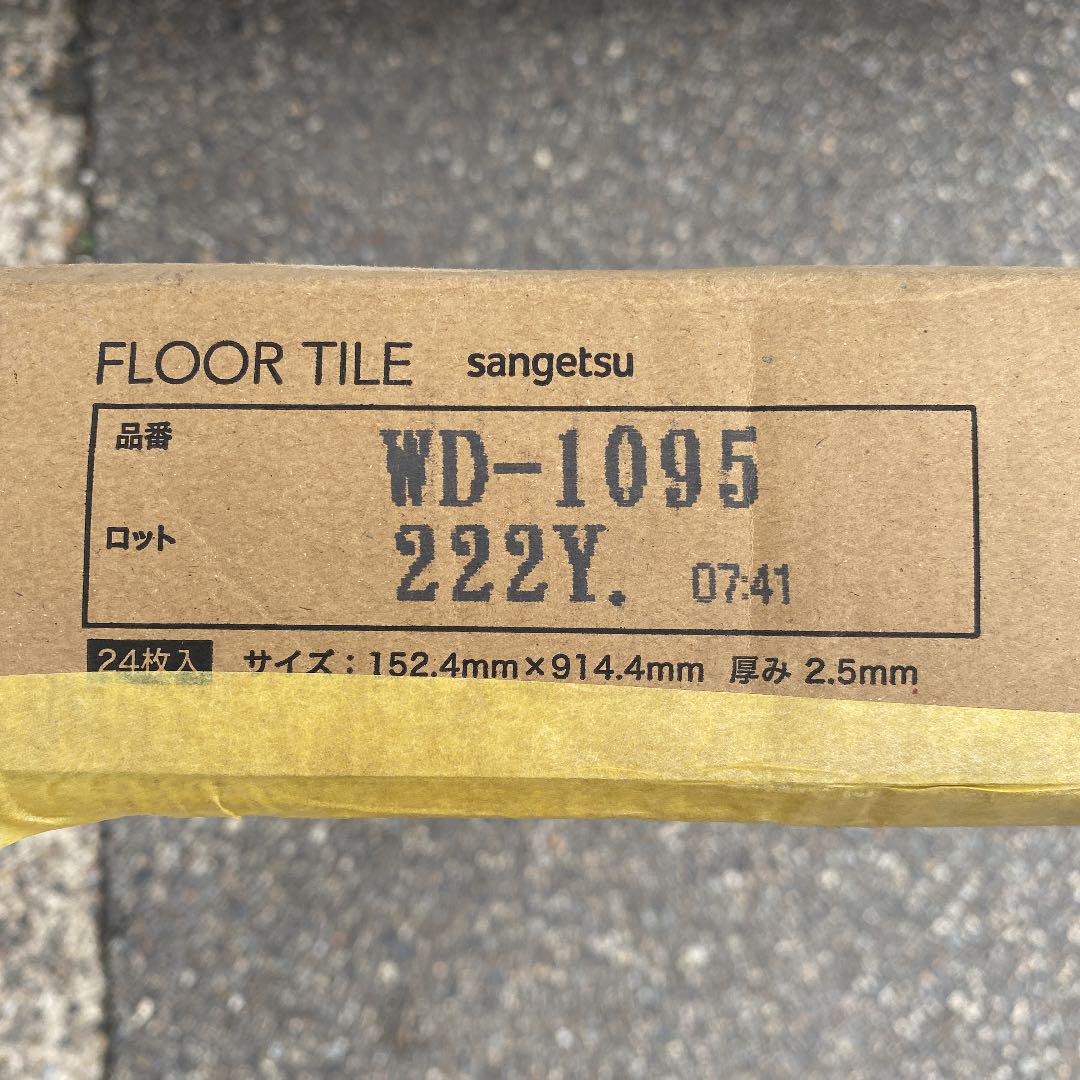 FLOOR TILE sangetsu
品番 WD-1095
ロット 222Y. 07:41
24枚入 サイズ：152.4mm×914.4mm 厚み 2.5mm